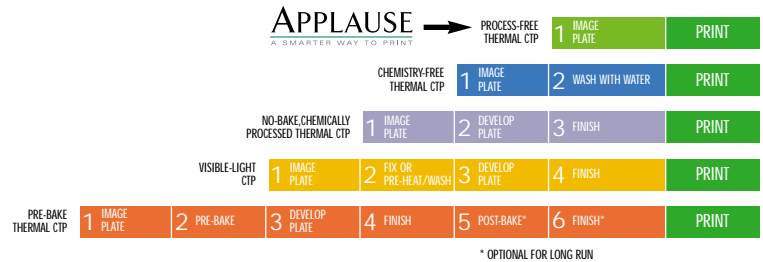 APPLAUSE
A SMARTER WAY TO PRINT
PROCESS-FREE
THERMAL CTP
1 IMAGE
PLATE
PRINT
CHEMISTRY-FREE
THERMAL CTP
1 IMAGE
PLATE
2 WASH WITH WATER
PRINT
NO-BAKE,CHEMICALLY
PROCESSED THERMAL CTP
1 IMAGE
PLATE
2 DEVELOP
PLATE
3 FINISH
PRINT
VISIBLE-LIGHT
CTP
1 IMAGE
PLATE
2 FIX OR
PRE-HEAT/WASH
3 DEVELOP
PLATE
4 FINISH
PRINT
PRE-BAKE
THERMAL CTP
1 IMAGE
PLATE
2 PRE-BAKE
3 DEVELOP
PLATE
4 FINISH
5 POST-BAKE*
6 FINISH*
PRINT
* OPTIONAL FOR LONG RUN